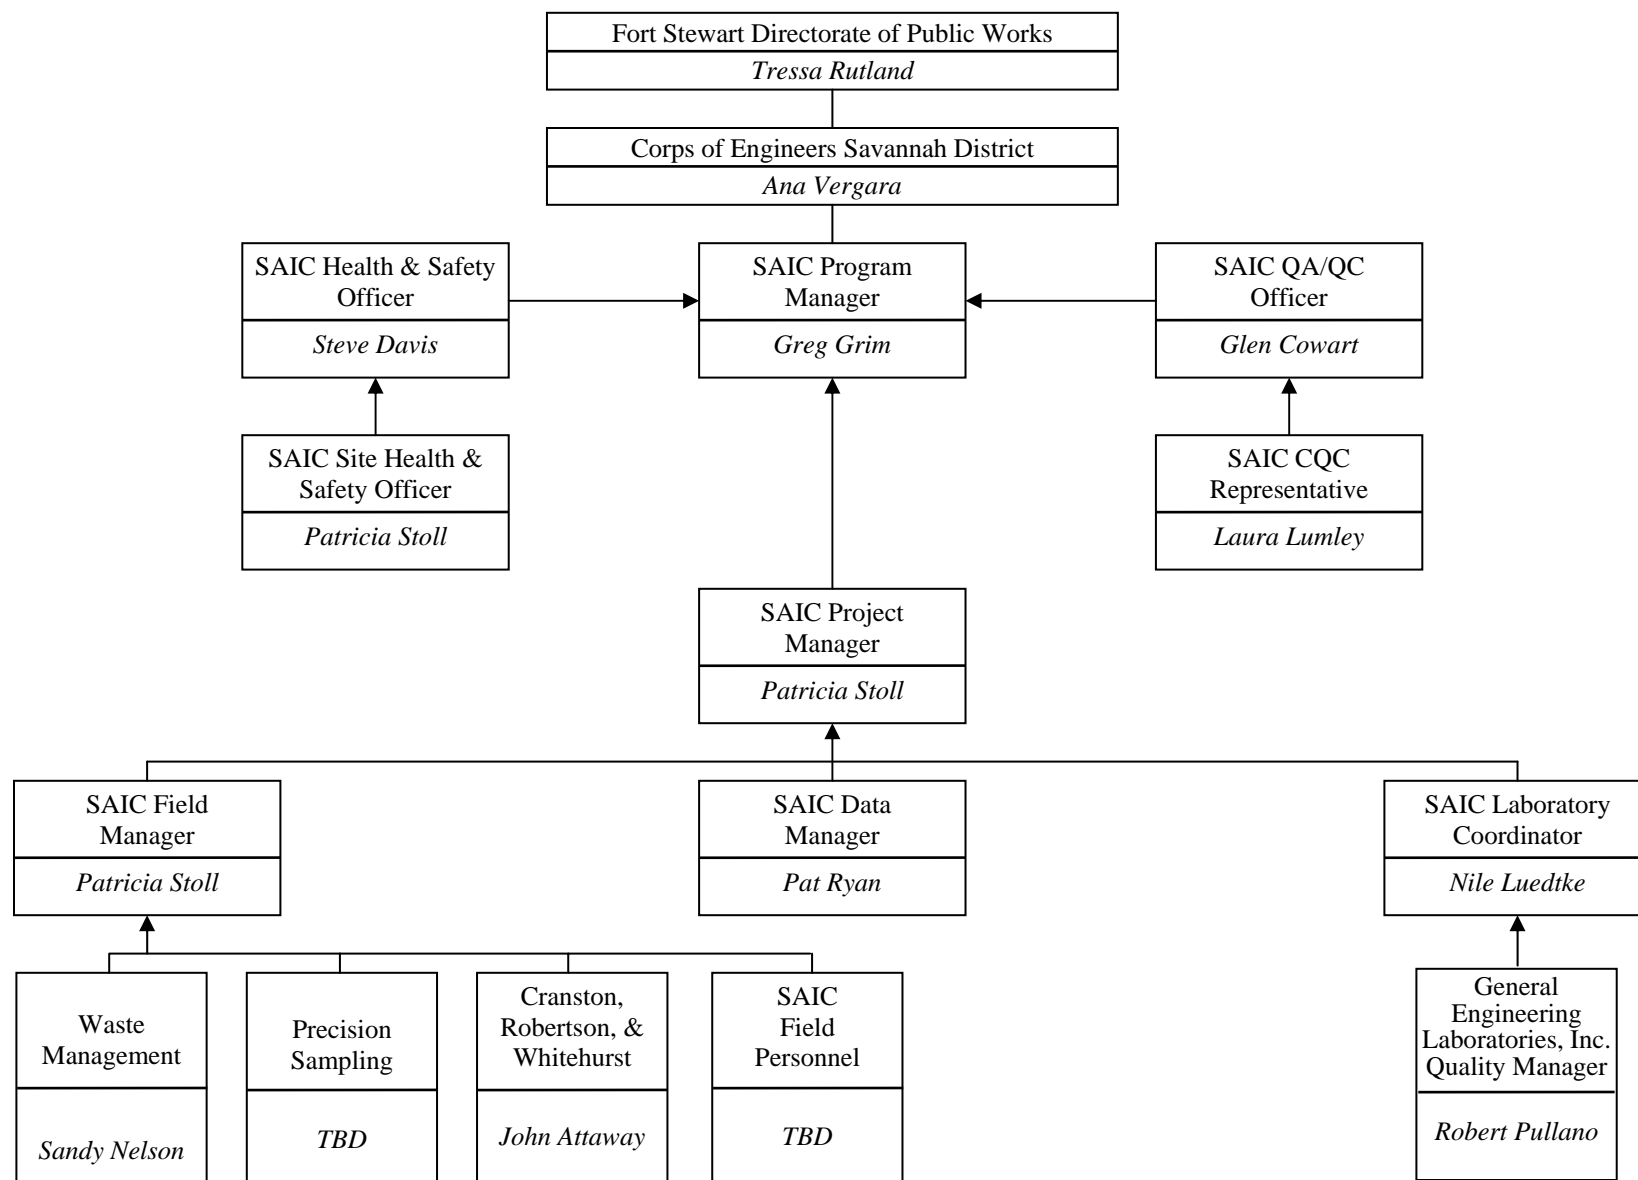 Fort Stewart Directorate of Public Works
Tressa Rutland
Corps of Engineers Savannah District
Ana Vergara
SAIC Health & Safety
Officer
Steve Davis
SAIC Program
Manager
Greg Grim
SAIC QA/QC
Officer
Glen Cowart
SAIC Site Health &
Safety Officer
Patricia Stoll
SAIC CQC
Representative
Laura Lumley
SAIC Project
Manager
Patricia Stoll
SAIC Field
Manager
Patricia Stoll
SAIC Data
Manager
Pat Ryan
SAIC Laboratory
Coordinator
Nile Luedtke
Waste
Management
Sandy Nelson
Precision
Sampling
TBD
Cranston,
Robertson, &
Whitehurst
John Attaway
SAIC
Field
Personnel
TBD
General
Engineering
Laboratories, Inc.
Quality Manager
Robert Pullano